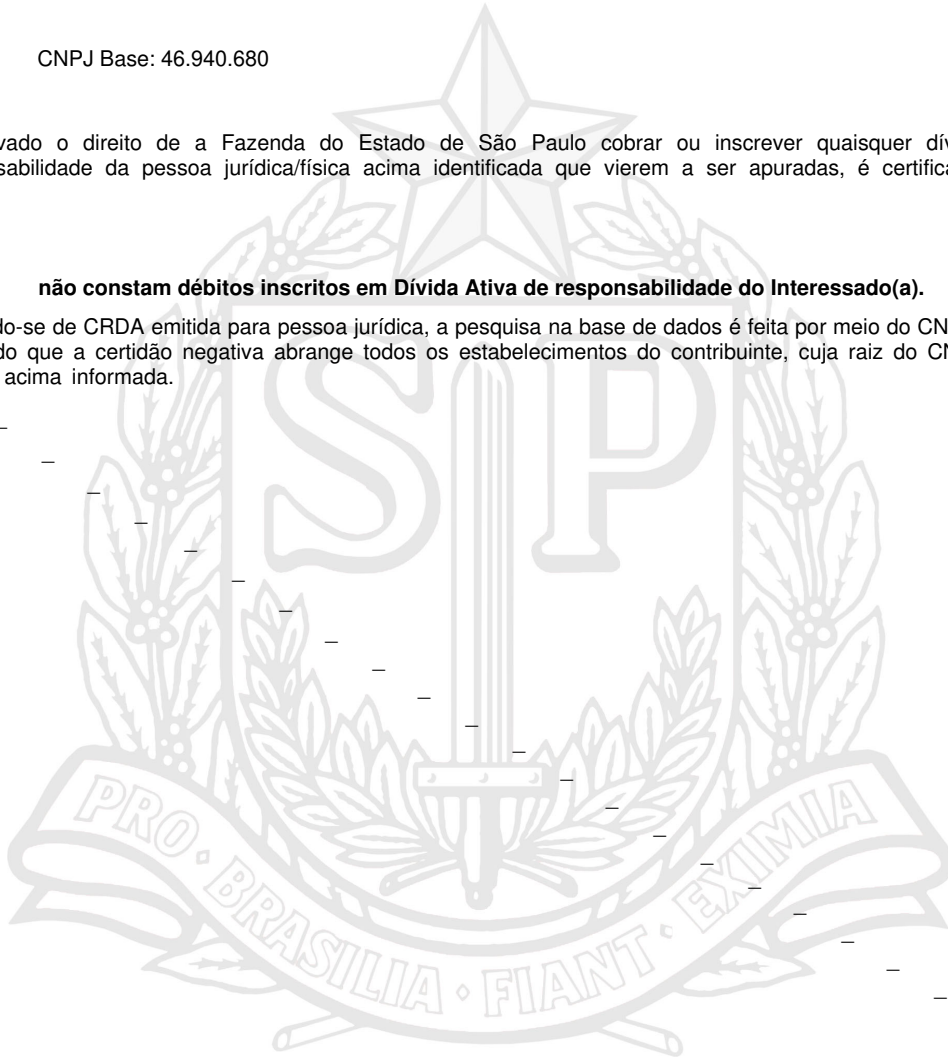 CNPJ Base: 46.940.680
vado o direito de a Fazenda do Estado de São Paulo cobrar ou inscrever quaisquer dív
sabilidade da pessoa jurídica/física acima identificada que vierem a ser apuradas, é certific
não constam débitos inscritos em Dívida Ativa de responsabilidade do Interessado(a).
do-se de CRDA emitida para pessoa jurídica, a pesquisa na base de dados é feita por meio do CN
do que a certidão negativa abrange todos os estabelecimentos do contribuinte, cuja raiz do CN
acima informada.
SP
PRO • BRASILIA • FIANT • EXIMIA